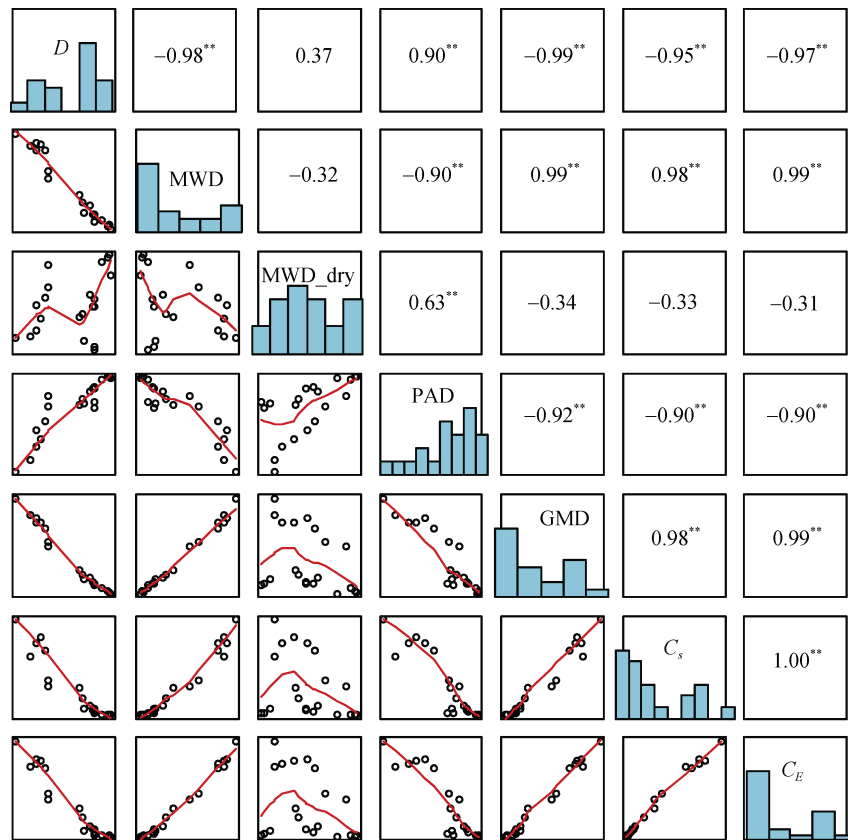 D −0.98** 0.37 0.90** −0.99** −0.95** −0.97**
MWD −0.32 −0.90** 0.99** 0.98** 0.99**
MWD_dry 0.63** −0.34 −0.33 −0.31
PAD −0.92** −0.90** −0.90**
GMD 0.98** 0.99**
Cs 1.00**
CE